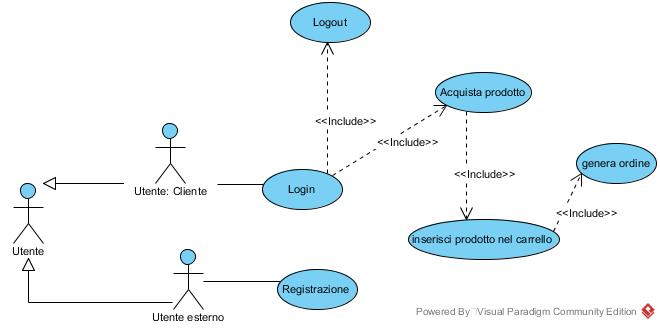 Logout
Acquista prodotto
<<Include>>
<<Include>>
genera ordine
<<Include>>
Utente: Cliente
Login
<<Include>>
inserisci prodotto nel carrello
Utente
Registrazione
Utente esterno
Powered By Visual Paradigm Community Edition